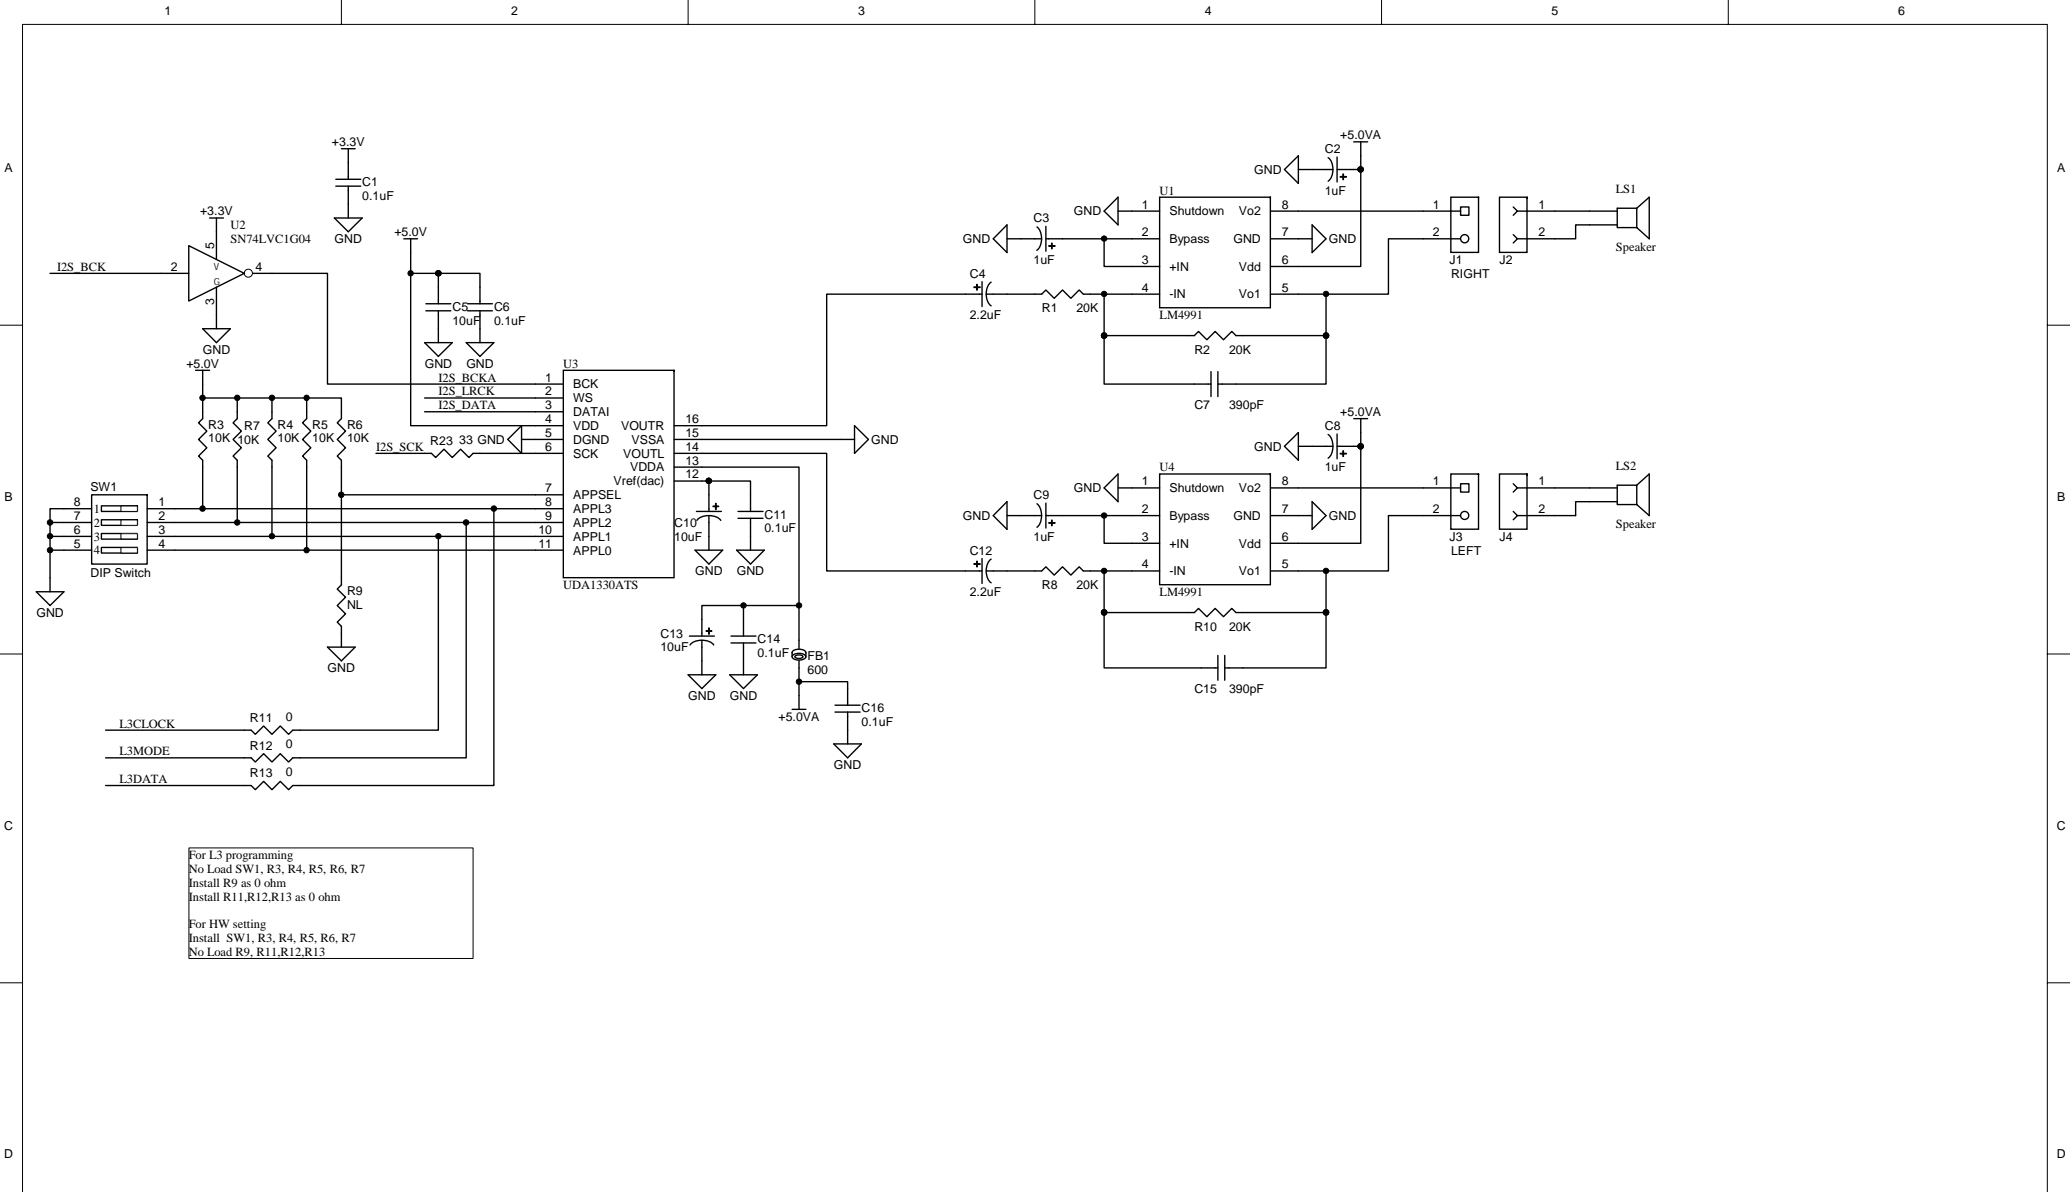 1 2 3 4 5 6
A A
B B
C C
D D
+3.3V
C1
0.1uF
GND
+3.3V
U2
SN74LVC1G04
I2S_BCK
2
5
V
G
3
4
GND
+5.0V
C5
10uF
C6
0.1uF
GND
GND
+5.0V
R3
10K
R7
10K
R4
10K
R5
10K
R6
10K
I2S_BCKA
I2S_LRCK
I2S_DATA
I2S_SCK
R23 33
GND
U3
1 BCK
2 WS
3 DATAI
4 VDD
5 DGND
6 SCK
7 APPSEL
8 APPL3
9 APPL2
10 APPL1
11 APPL0
VOUTR 16
VSSA 15
VOUTL 14
VDDA 13
Vref(dac) 12
UDA1330ATS
GND
SW1
8 1 1
7 2 2
6 3 3
5 4 4
DIP Switch
GND
R9
NL
GND
C10
10uF
GND
C11
0.1uF
GND
C13
10uF
GND
C14
0.1uF
GND
FB1
600
+5.0VA
C16
0.1uF
GND
L3CLOCK
R11 0
L3MODE
R12 0
L3DATA
R13 0
+5.0VA
C2
1uF
GND
U1
GND
1 Shutdown Vo2 8
2 Bypass GND 7
3 +IN Vdd 6
4 -IN Vo1 5
LM4991
GND
GND
C3
1uF
C4
2.2uF
R1 20K
R2 20K
C7 390pF
1
2
J1
RIGHT
J2
1
2
LS1
Speaker
+5.0VA
C8
1uF
GND
U4
GND
1 Shutdown Vo2 8
2 Bypass GND 7
3 +IN Vdd 6
4 -IN Vo1 5
LM4991
GND
GND
C9
1uF
C12
2.2uF
R8 20K
R10 20K
C15 390pF
1
2
J3
LEFT
J4
1
2
LS2
Speaker
For L3 programming
No Load SW1, R3, R4, R5, R6, R7
Install R9 as 0 ohm
Install R11,R12,R13 as 0 ohm
For HW setting
Install SW1, R3, R4, R5, R6, R7
No Load R9, R11,R12,R13